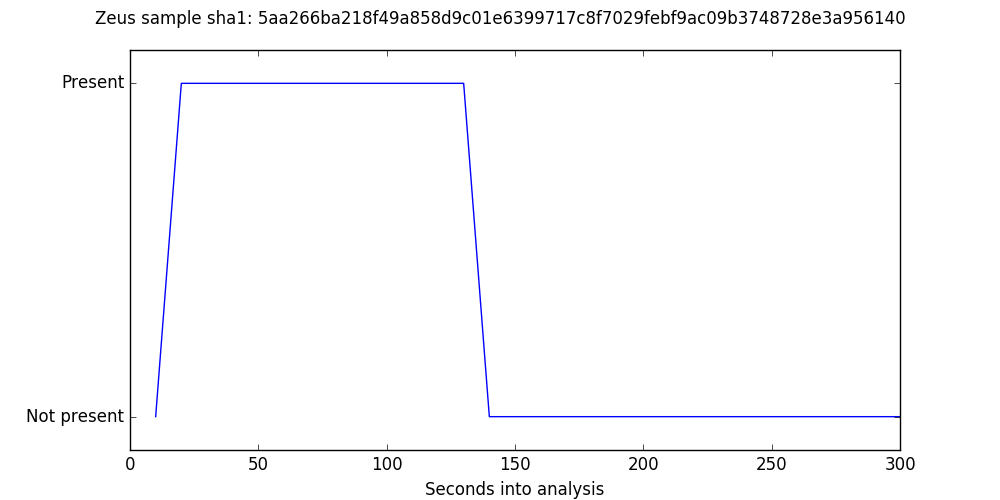 Zeus sample sha1: 5aa266ba218f49a858d9c01e6399717c8f7029febf9ac09b3748728e3a956140
Present
Not present
0 50 100 150 200 250 300
Seconds into analysis